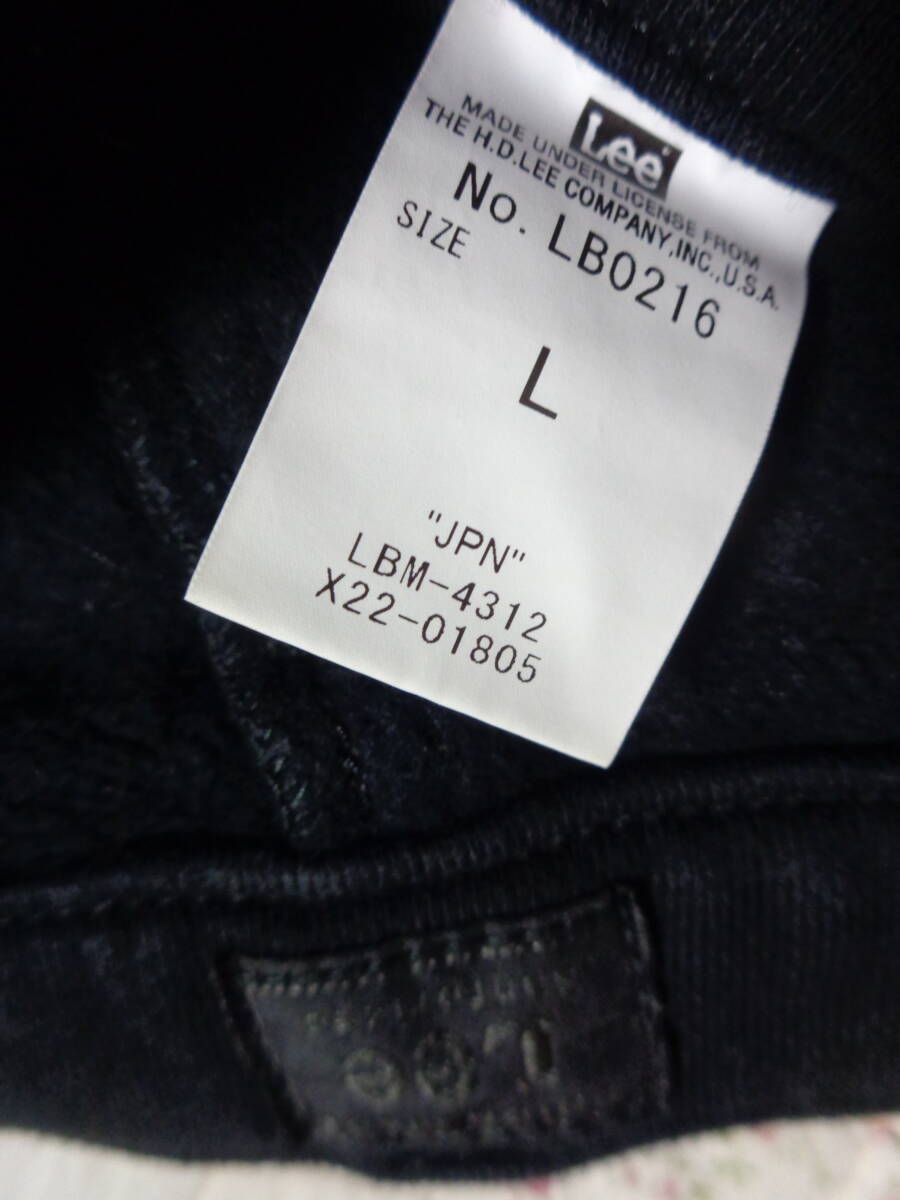 Lee
MADE UNDER LICENSE FROM
THE H.D.LEE COMPANY,INC.,U.S.A.
No. LB0216
SIZE
L
"JPN"
LBM-4312
X22-01805